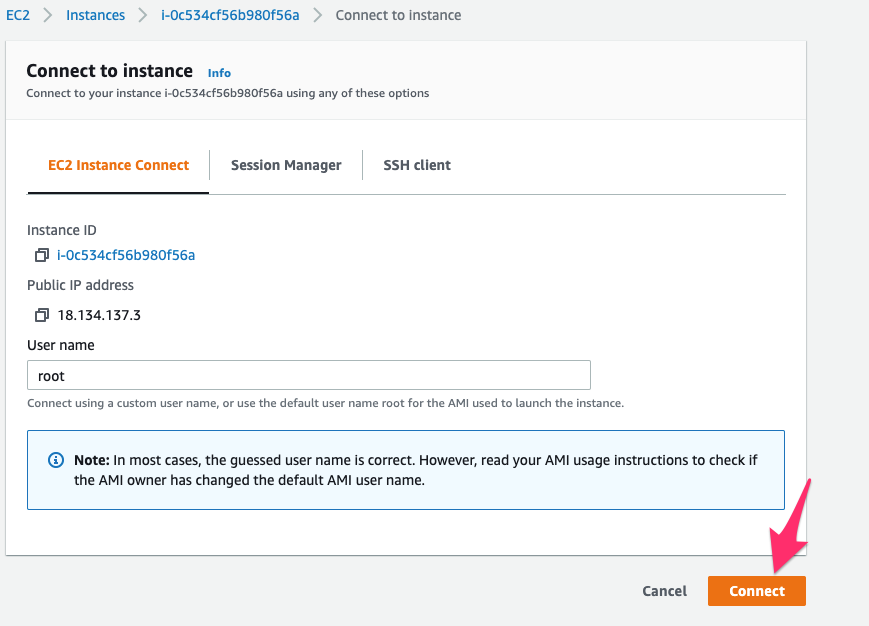 EC2 > Instances > i-0c534cf56b980f56a > Connect to instance
Connect to instance Info
Connect to your instance i-0c534cf56b980f56a using any of these options
EC2 Instance Connect Session Manager SSH client
Instance ID
i-0c534cf56b980f56a
Public IP address
18.134.137.3
User name
root
Connect using a custom user name, or use the default user name root for the AMI used to launch the instance.
Note: In most cases, the guessed user name is correct. However, read your AMI usage instructions to check if
the AMI owner has changed the default AMI user name.
Cancel Connect